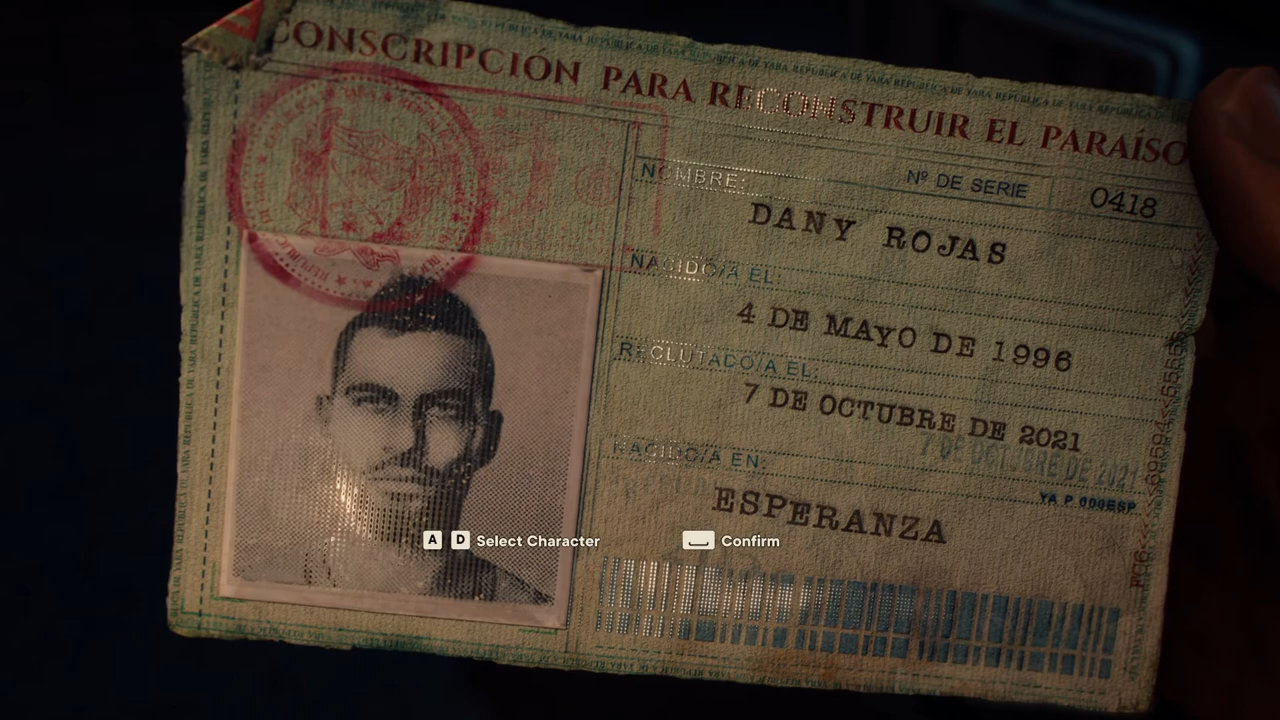 CONSCRIPCIÓN PARA RECONSTRUIR EL PARAÍSO
NOMBRE:
Nº DE SERIE
0418
DANY ROJAS
NACIDO/A EL:
4 DE MAYO DE 1996
RECLUTADO/A EL:
7 DE OCTUBRE DE 2021
7 DE OCTUBRE DE 2021
NACIDO/A EN:
YA P 000ESP
ESPERANZA
A D Select Character
Confirm